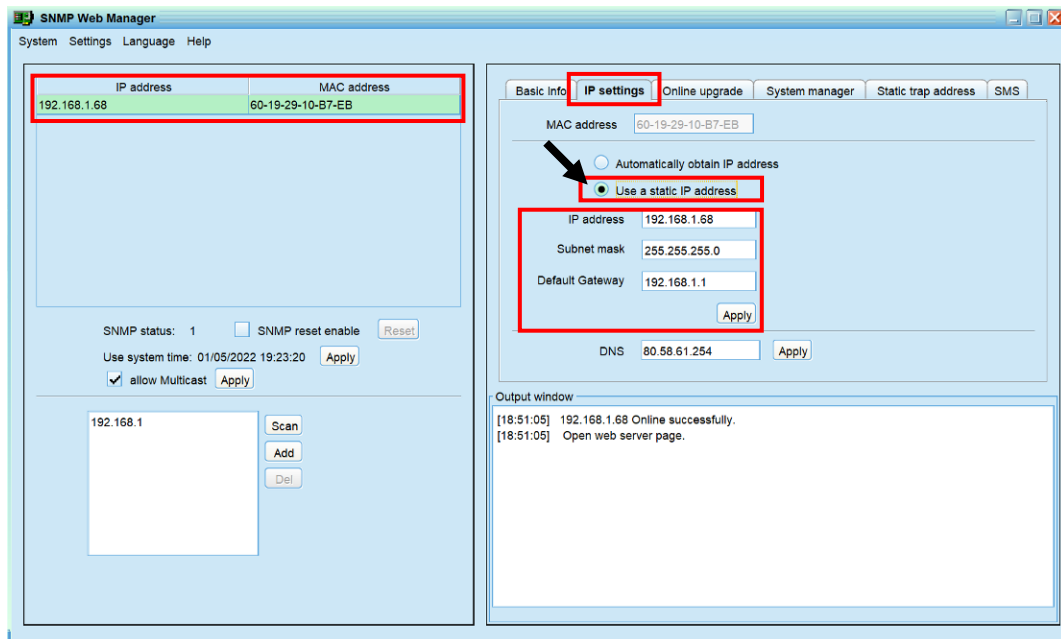 SNMP Web Manager
System Settings Language Help
IP address MAC address
192.168.1.68 60-19-29-10-B7-EB
SNMP status: 1 SNMP reset enable Reset
Use system time: 01/05/2022 19:23:20 Apply
allow Multicast Apply
192.168.1
Scan
Add
Del
Basic Info IP settings Online upgrade System manager Static trap address SMS
MAC address 60-19-29-10-B7-EB
Automatically obtain IP address
Use a static IP address
IP address 192.168.1.68
Subnet mask 255.255.255.0
Default Gateway 192.168.1.1
Apply
DNS 80.58.61.254 Apply
Output window
[18:51:05] 192.168.1.68 Online successfully.
[18:51:05] Open web server page.